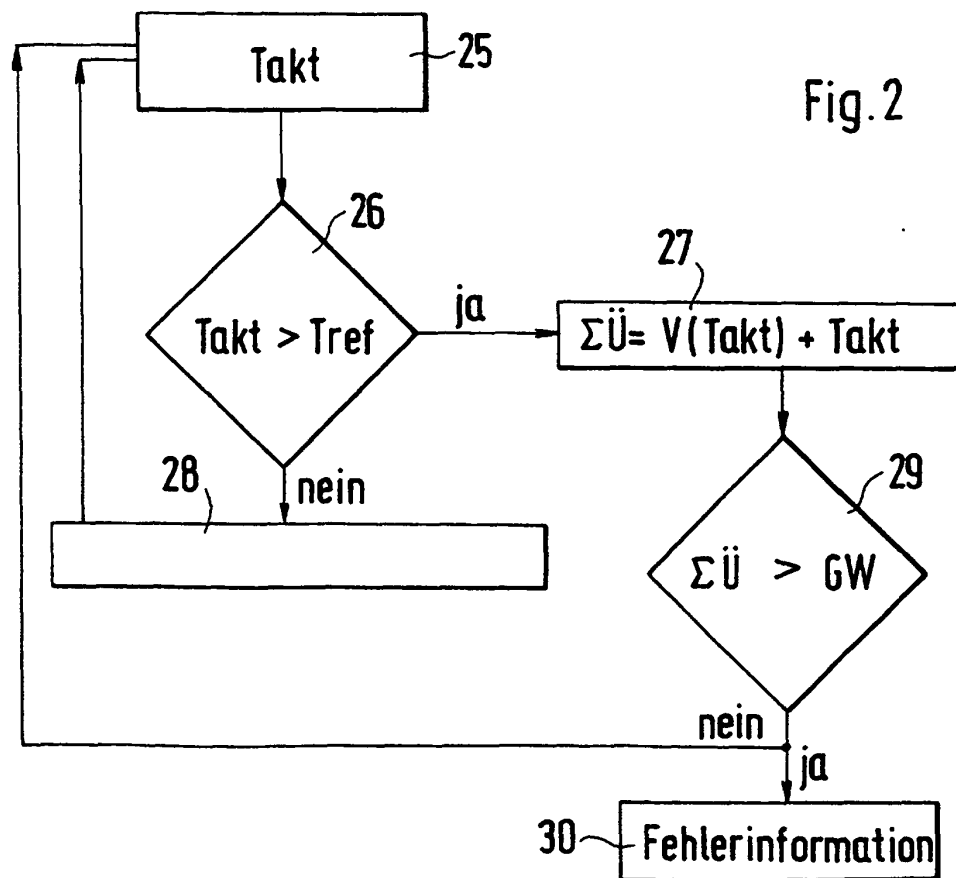 Takt
25
Fig. 2
26
Takt > Tref
ja
27
ΣÜ= V(Takt) + Takt
nein
28
29
ΣÜ > GW
nein
ja
30
Fehlerinformation